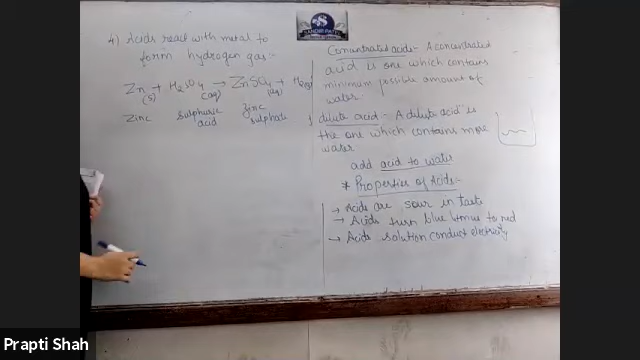 4) Acids react with metal to
form hydrogen gas:-
Zn + H2SO4 → ZnSO4 + H2
(s) (aq) (aq) (g)
Zinc sulphuric acid zinc sulphate
Concentrated acids:- A concentrated
acid is one which contains
minimum possible amount of
water.
dilute acid:- A dilute acid is
the one which contains more
water
add acid to water
* Properties of Acids:-
→ Acids are sour in taste
→ Acids turn blue litmus to red
→ Acids solution conduct electricity
Prapti Shah